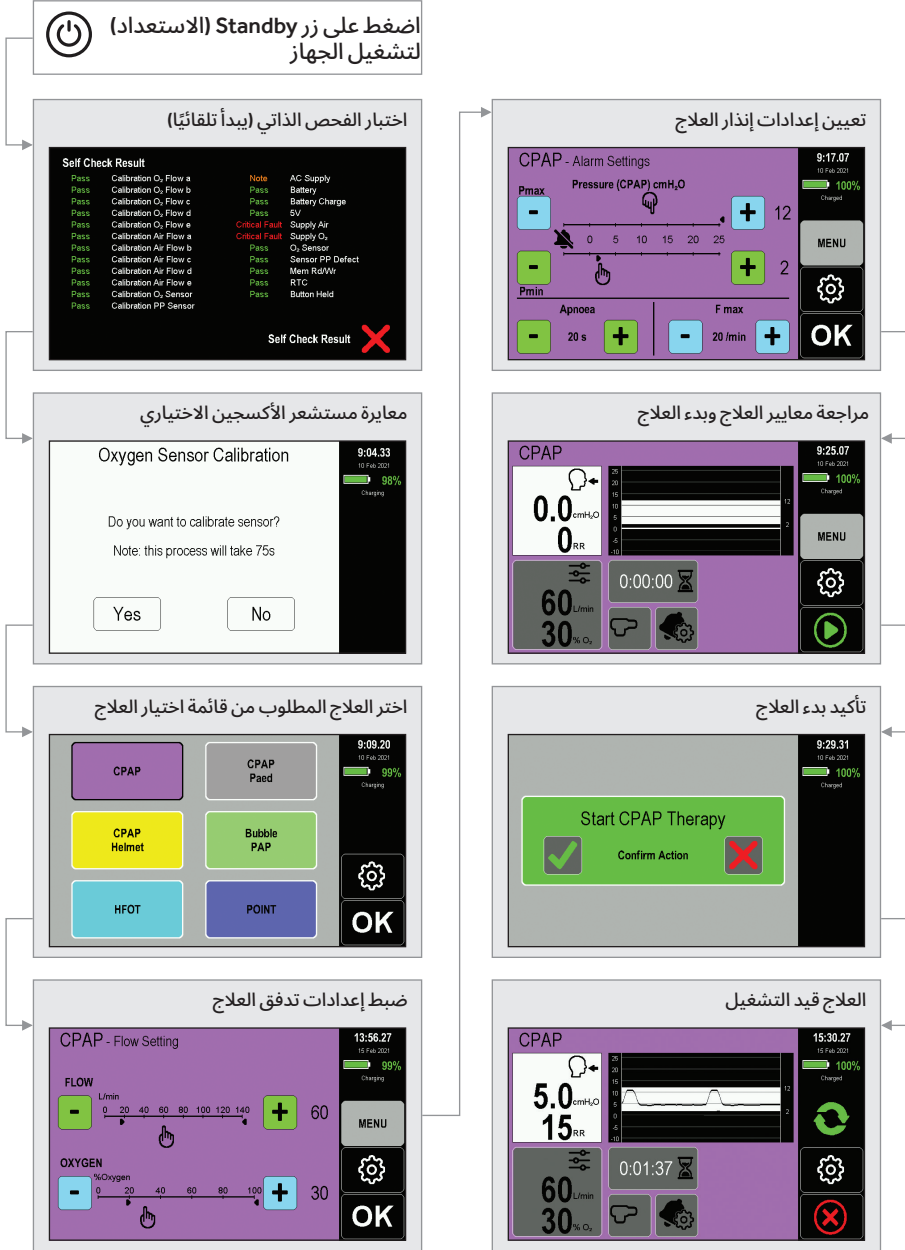 اضغط على زر Standby (الاستعداد)
لتشغيل الجهاز
اختبار الفحص الذاتي (يبدأ تلقائيًا)
Self Check Result
Pass Calibration O₂ Flow a Note AC Supply
Pass Calibration O₂ Flow b Pass Battery
Pass Calibration O₂ Flow c Pass Battery Charge
Pass Calibration O₂ Flow d Pass 5V
Pass Calibration O₂ Flow e Critical Fault Supply Air
Pass Calibration Air Flow a Critical Fault Supply O₂
Pass Calibration Air Flow b Pass O₂ Sensor
Pass Calibration Air Flow c Pass Sensor PP Defect
Pass Calibration Air Flow d Pass Mem Rd/Wr
Pass Calibration Air Flow e Pass RTC
Pass Calibration O₂ Sensor Pass Button Held
Pass Calibration PP Sensor
Self Check Result
معايرة مستشعر الأكسجين الاختياري
Oxygen Sensor Calibration
9:04.33
10 Feb 2021
98%
Charging
Do you want to calibrate sensor?
Note: this process will take 75s
Yes No
اختر العلاج المطلوب من قائمة اختيار العلاج
9:09.20
10 Feb 2021
99%
Charging
CPAP
CPAP
Paed
CPAP
Helmet
Bubble
PAP
HFOT
POINT
OK
ضبط إعدادات تدفق العلاج
CPAP - Flow Setting
13:56.27
15 Feb 2021
99%
Charging
FLOW
L/min
- 0 20 40 60 80 100 120 140 + 60
MENU
OXYGEN
%Oxygen
- 0 20 40 60 80 100 + 30
OK
تعيين إعدادات إنذار العلاج
CPAP - Alarm Settings
9:17.07
10 Feb 2021
100%
Charged
Pressure (CPAP) cmH₂O
Pmax
- + 12
0 5 10 15 20 25
MENU
- + 2
Pmin
Apnoea F max
- 20 s + - 20 /min +
OK
مراجعة معايير العلاج وبدء العلاج
CPAP
9:25.07
10 Feb 2021
100%
Charged
0.0 cmH₂O
0 RR
25
20
15
10
5
0
-5
-10
12
2
MENU
60 L/min
30 % O₂
0:00:00
تأكيد بدء العلاج
9:29.31
10 Feb 2021
100%
Charged
Start CPAP Therapy
Confirm Action
العلاج قيد التشغيل
CPAP
15:30.27
15 Feb 2021
100%
Charged
5.0 cmH₂O
15 RR
25
20
15
10
5
0
-5
-10
12
2
60 L/min
30 % O₂
0:01:37